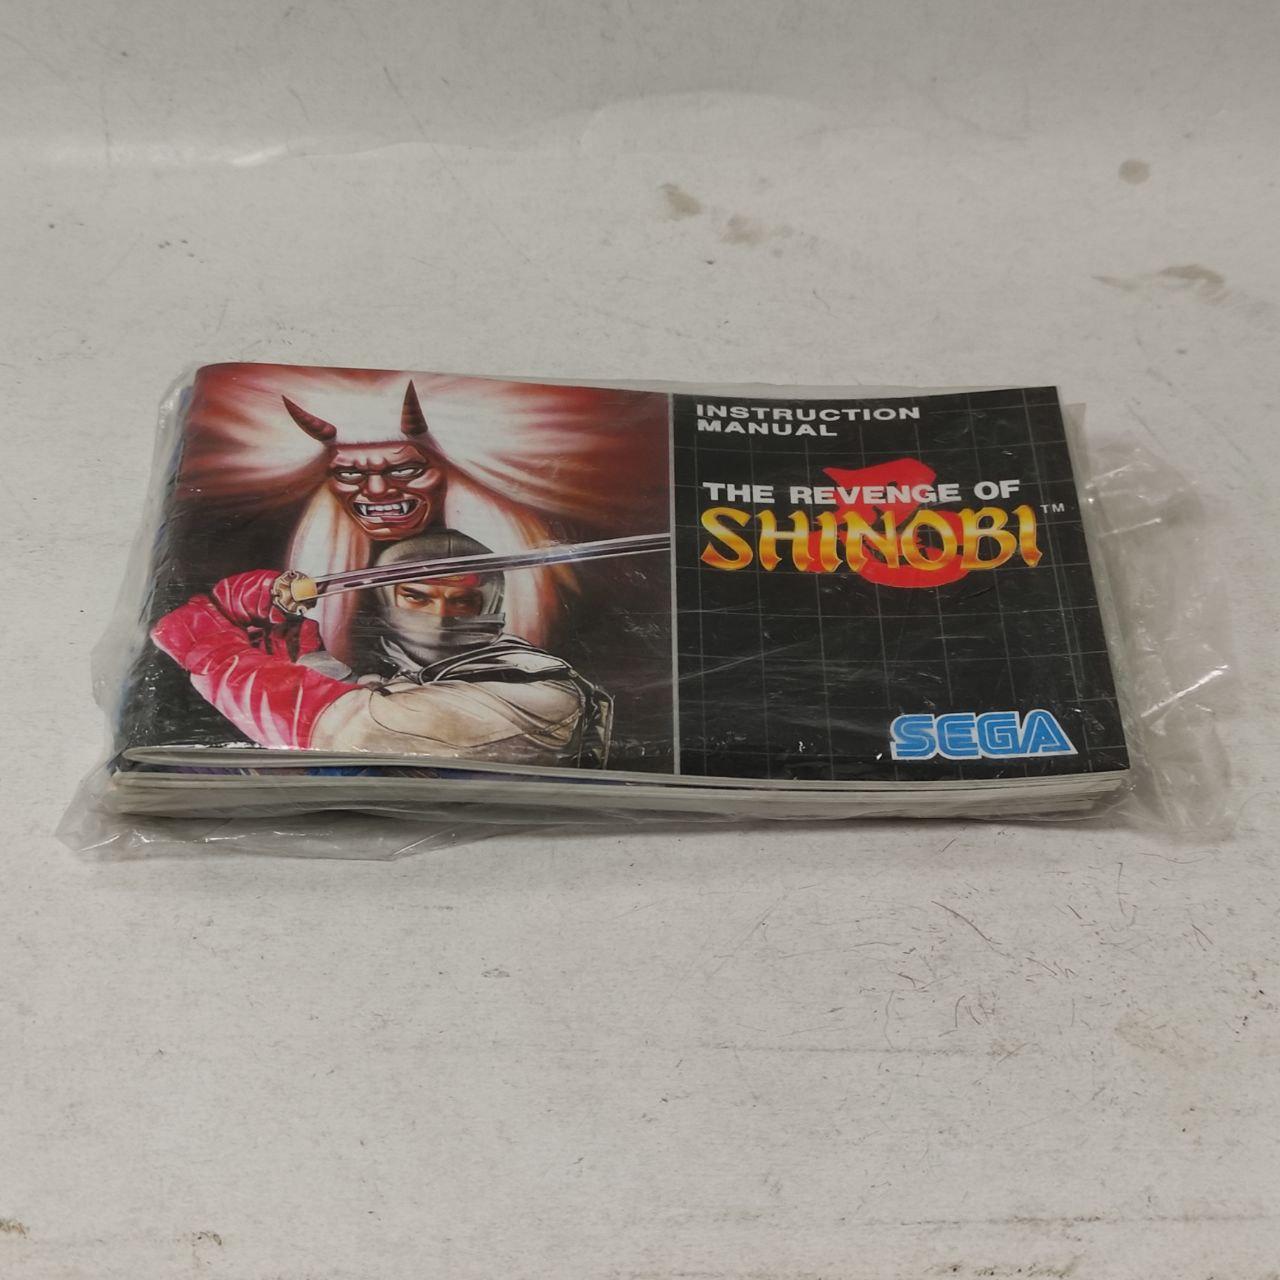 INSTRUCTION
MANUAL
THE REVENGE OF
SHINOBI™
SEGA